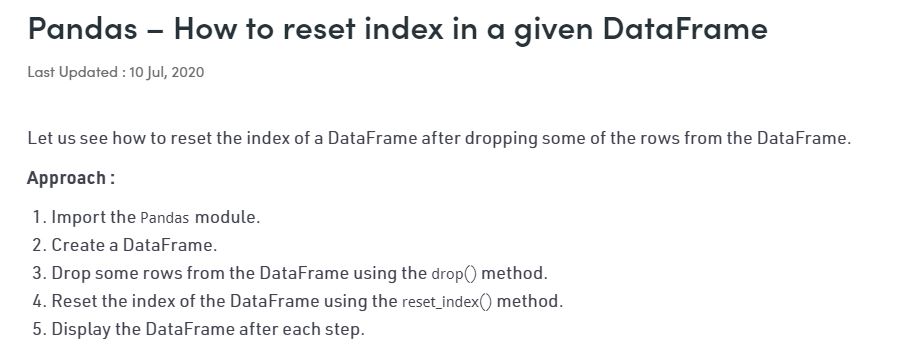 Pandas – How to reset index in a given DataFrame
Last Updated : 10 Jul, 2020
Let us see how to reset the index of a DataFrame after dropping some of the rows from the DataFrame.
Approach :
1. Import the Pandas module.
2. Create a DataFrame.
3. Drop some rows from the DataFrame using the drop() method.
4. Reset the index of the DataFrame using the reset_index() method.
5. Display the DataFrame after each step.